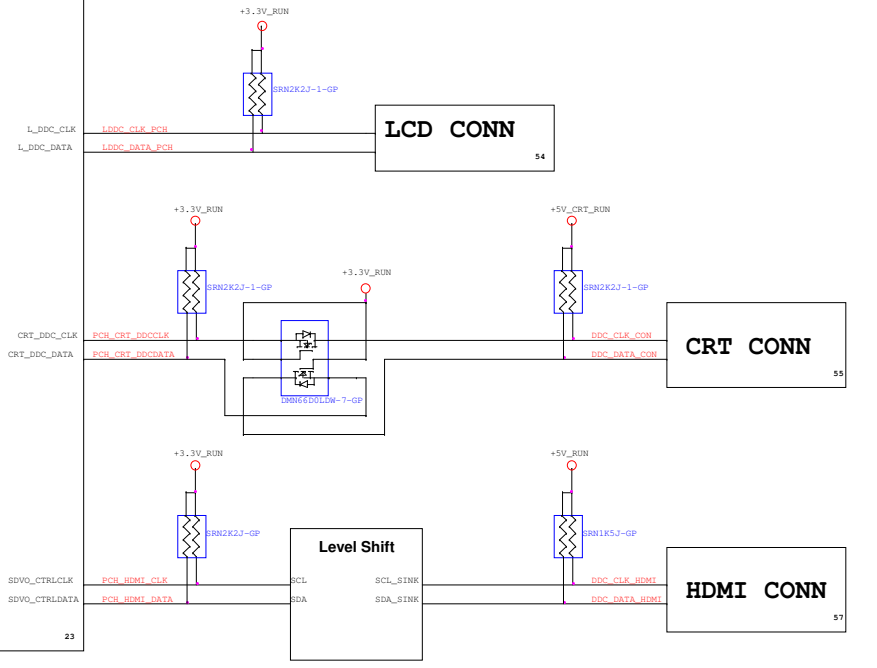 +3.3V_RUN
SRN2K2J-1-GP
L_DDC_CLK
LDDC_CLK_PCH
L_DDC_DATA
LDDC_DATA_PCH
LCD CONN
54
+3.3V_RUN
+5V_CRT_RUN
+3.3V_RUN
SRN2K2J-1-GP
SRN2K2J-1-GP
CRT_DDC_CLK
PCH_CRT_DDCCLK
DDC_CLK_CON
CRT_DDC_DATA
PCH_CRT_DDCDATA
DDC_DATA_CON
CRT CONN
55
DMN66D0LDW-7-GP
+3.3V_RUN
+5V_RUN
SRN2K2J-GP
SRN1K5J-GP
Level Shift
SDVO_CTRLCLK
PCH_HDMI_CLK
SCL
SCL_SINK
DDC_CLK_HDMI
SDVO_CTRLDATA
PCH_HDMI_DATA
SDA
SDA_SINK
DDC_DATA_HDMI
HDMI CONN
57
23